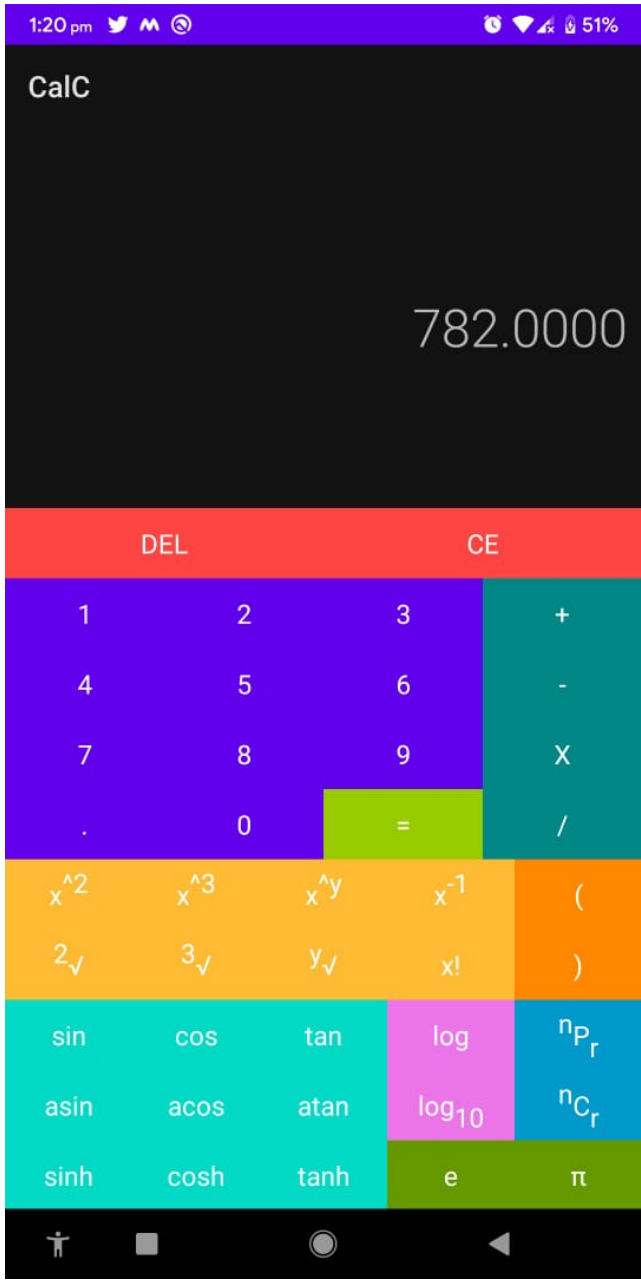 1:20 pm 51%
CalC
782.0000
DEL CE
1 2 3 +
4 5 6 -
7 8 9 X
. 0 = /
x^2 x^3 x^y x-1 (
2√ 3√ y√ x! )
sin cos tan log nPr
asin acos atan log10 nCr
sinh cosh tanh e π